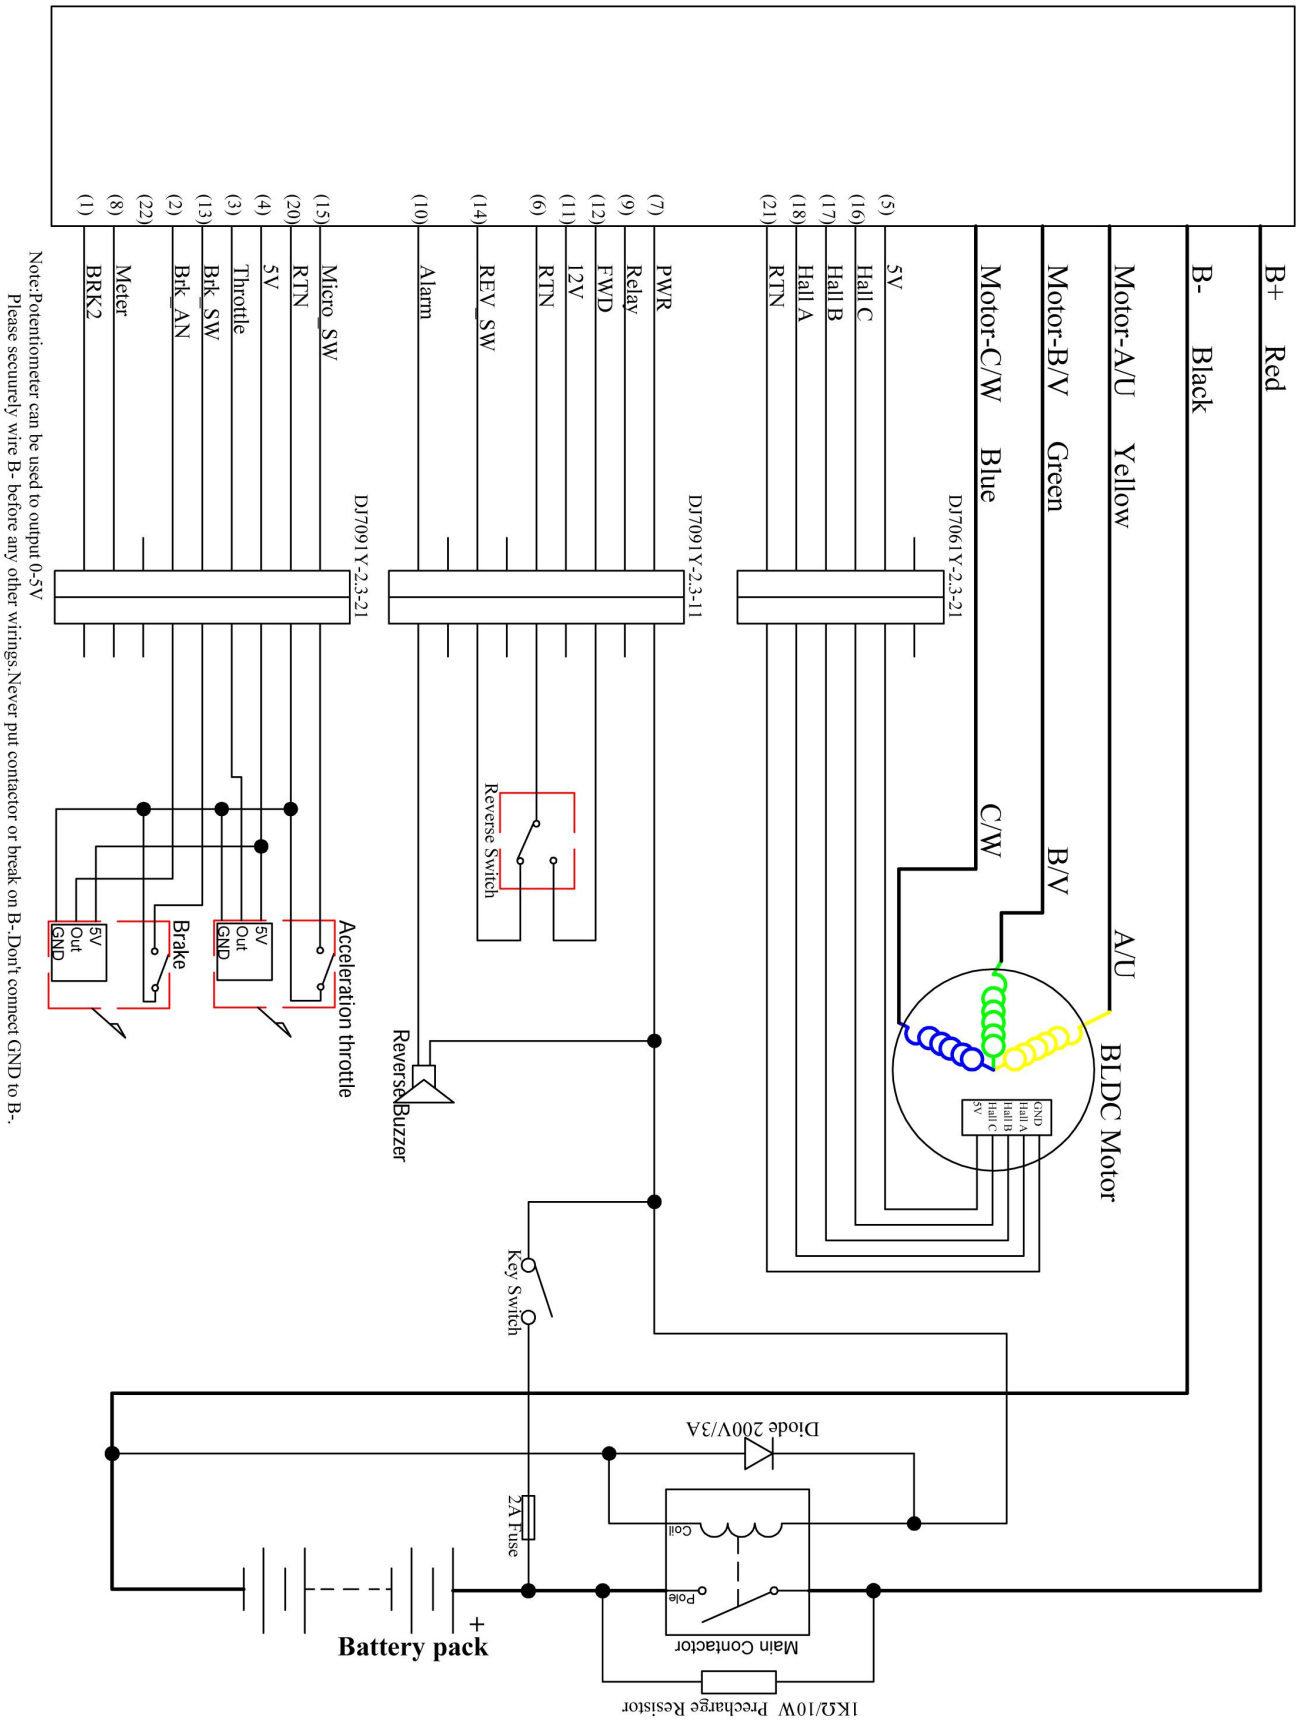 B+ Red
B- Black
Motor-A/U Yellow
A/U
Motor-B/V Green
B/V
Motor-C/W Blue
C/W
BLDC Motor
GND
Hall A
Hall B
Hall C
5V
DJ7061Y-2.3-21
(5) 5V
(16) Hall C
(17) Hall B
(18) Hall A
(21) RTN
DJ7091Y-2.3-11
(7) PWR
(9) Relay
(12) FWD
(11) 12V
(6) RTN
(14) REV_SW
(10) Alarm
Reverse Switch
Reverse Buzzer
Key Switch
2A Fuse
DJ7091Y-2.3-21
(15) Micro_SW
(20) RTN
(4) 5V
(3) Throttle
(13) Brk_SW
(2) Brk_AN
(22)
(8) Meter
(1) BRK2
Acceleration throttle
5V
Out
GND
Brake
5V
Out
GND
Diode 200V/3A
Coil
Pole
Main Contactor
1KΩ/10W Precharge Resistor
+
Battery pack
Note:Potentiometer can be used to output 0-5V
Please secuurely wire B- before any other wirings.Never put contactor or break on B-.Don't connect GND to B-.